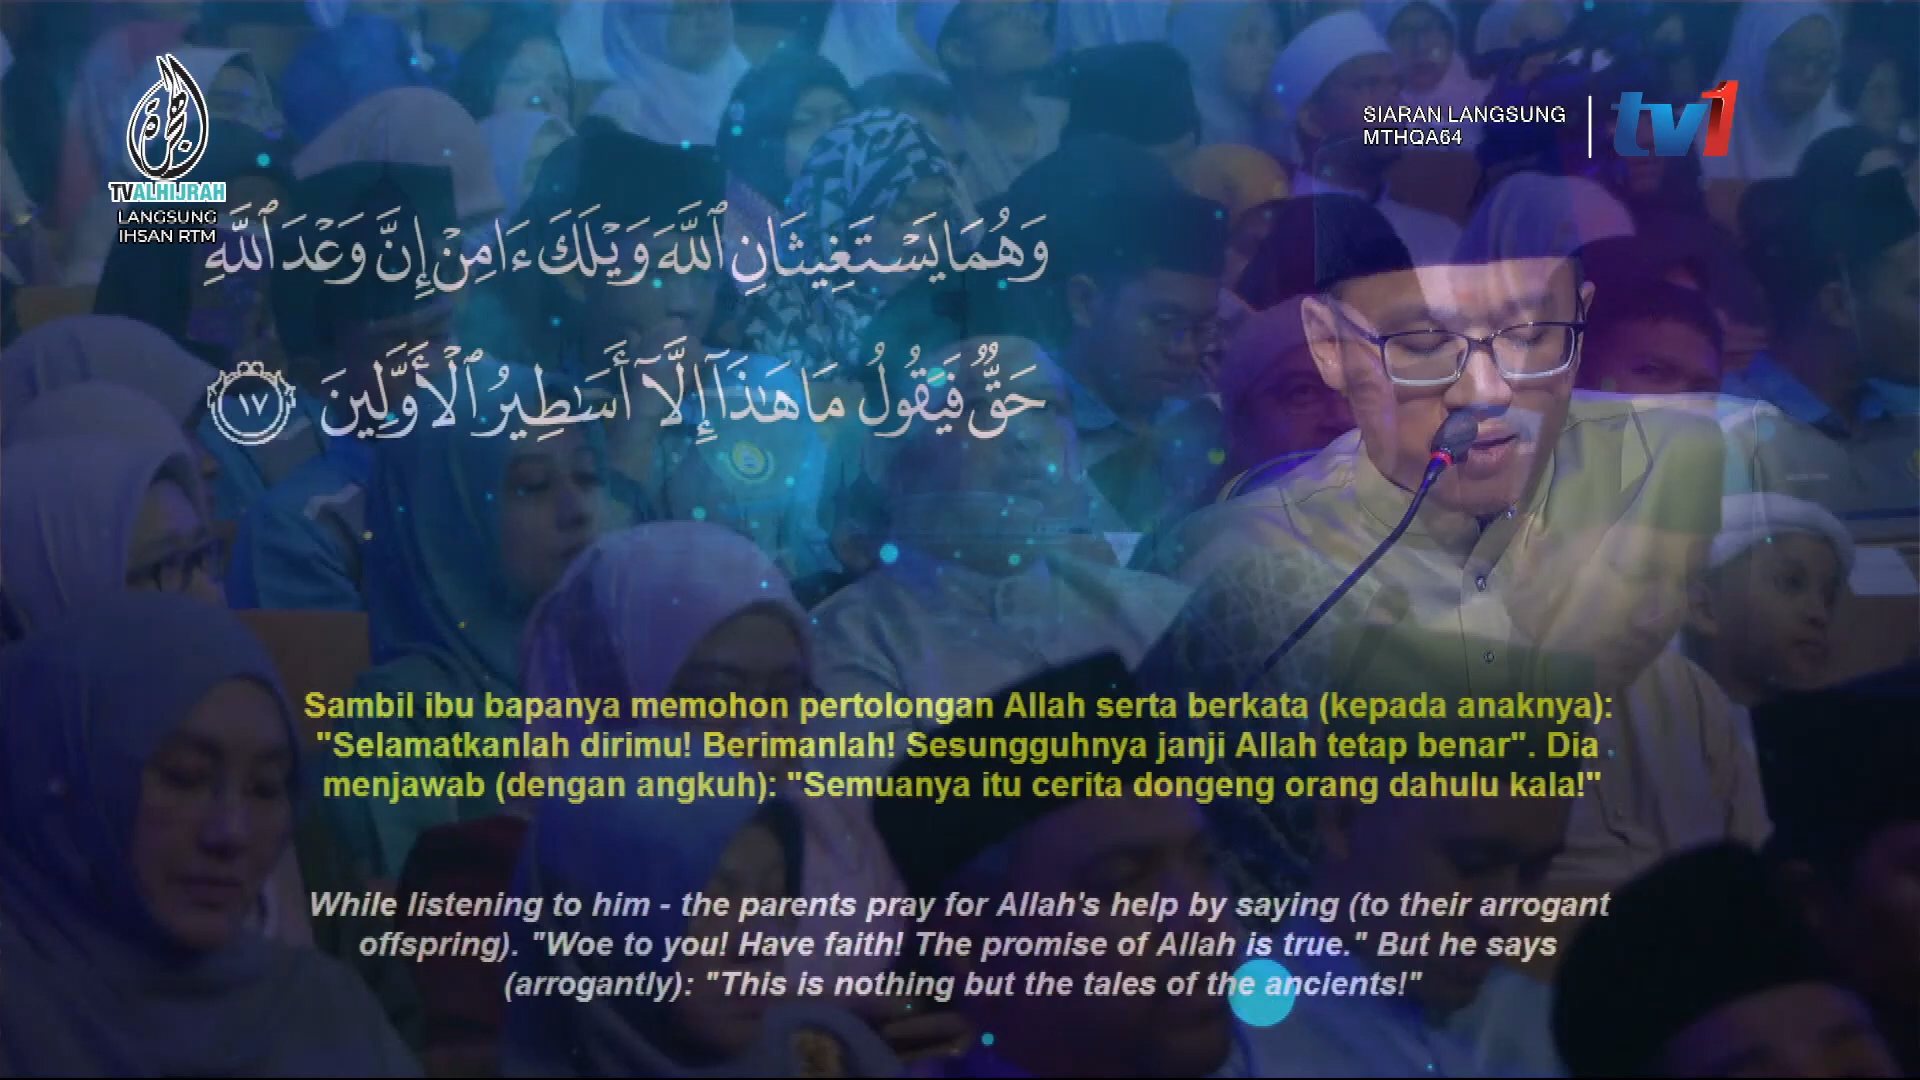 TVALHIJRAH
LANGSUNG
IHSAN RTM
SIARAN LANGSUNG
MTHQA64
tv1
وَهُمَا يَسْتَغِيثَانِ ٱللَّهَ وَيْلَكَ ءَامِنْ إِنَّ وَعْدَ ٱللَّهِ
حَقٌّ فَيَقُولُ مَا هَـٰذَآ إِلَّآ أَسَـٰطِيرُ ٱلْأَوَّلِينَ ١٧
Sambil ibu bapanya memohon pertolongan Allah serta berkata (kepada anaknya):
"Selamatkanlah dirimu! Berimanlah! Sesungguhnya janji Allah tetap benar". Dia
menjawab (dengan angkuh): "Semuanya itu cerita dongeng orang dahulu kala!"
While listening to him - the parents pray for Allah's help by saying (to their arrogant
offspring). "Woe to you! Have faith! The promise of Allah is true." But he says
(arrogantly): "This is nothing but the tales of the ancients!"